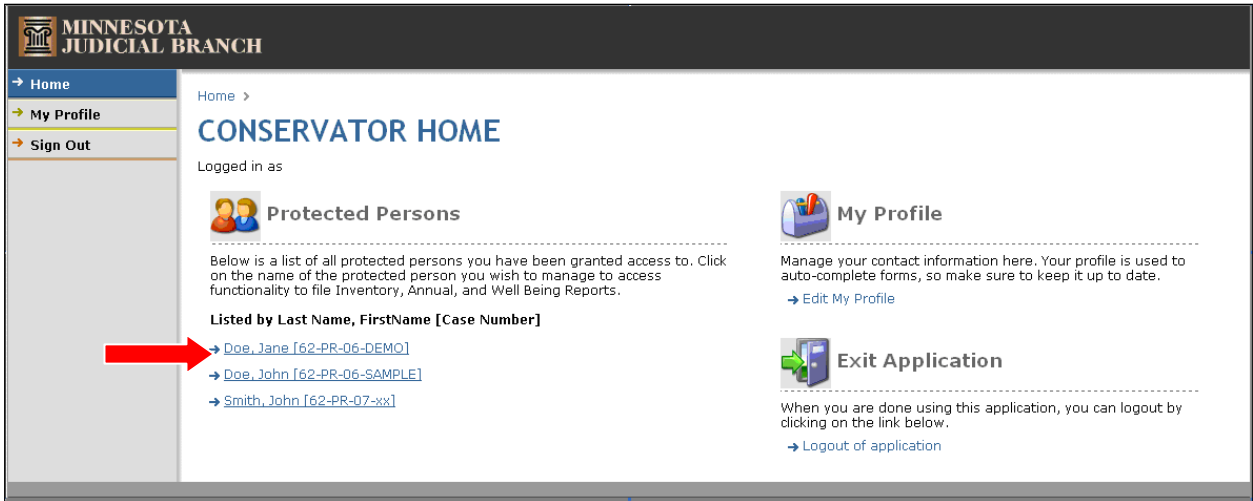 MINNESOTA
JUDICIAL BRANCH
Home
My Profile
Sign Out
Home >
CONSERVATOR HOME
Logged in as
Protected Persons
Below is a list of all protected persons you have been granted access to. Click
on the name of the protected person you wish to manage to access
functionality to file Inventory, Annual, and Well Being Reports.
Listed by Last Name, FirstName [Case Number]
Doe, Jane [62-PR-06-DEMO]
Doe, John [62-PR-06-SAMPLE]
Smith, John [62-PR-07-xx]
My Profile
Manage your contact information here. Your profile is used to
auto-complete forms, so make sure to keep it up to date.
Edit My Profile
Exit Application
When you are done using this application, you can logout by
clicking on the link below.
Logout of application